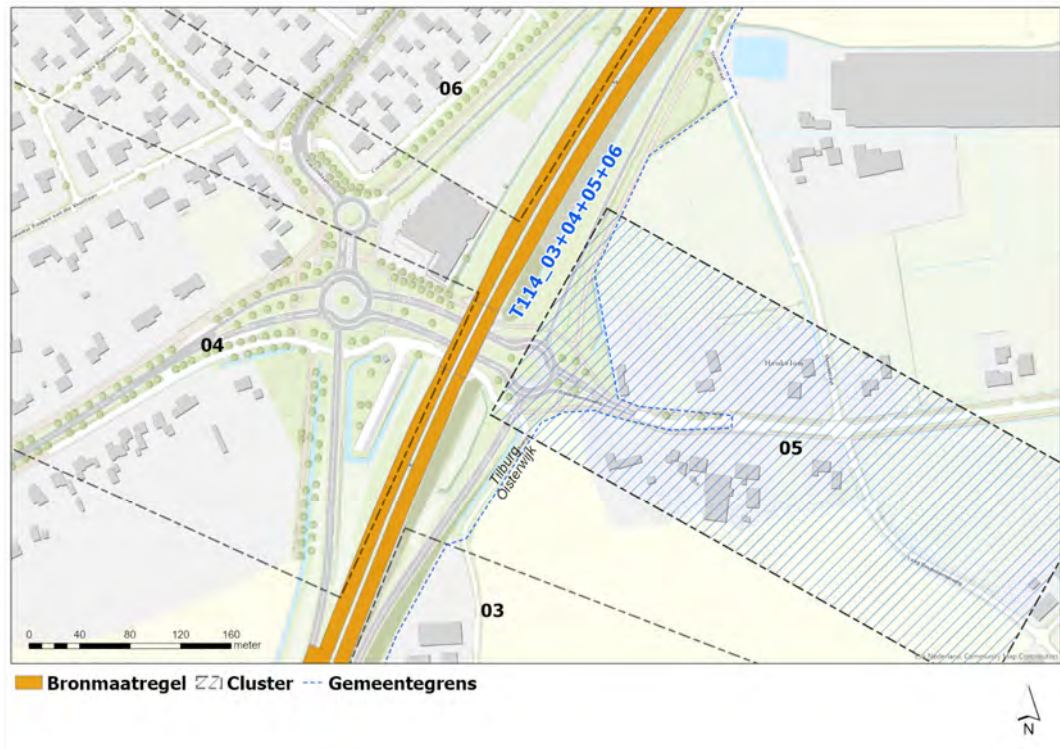 06
T114_03+04+05+06
04
Heukelom
05
Tilburg
Oisterwijk
03
0 40 80 120 160
meter
Bronmaatregel Cluster Gemeentegrens
N